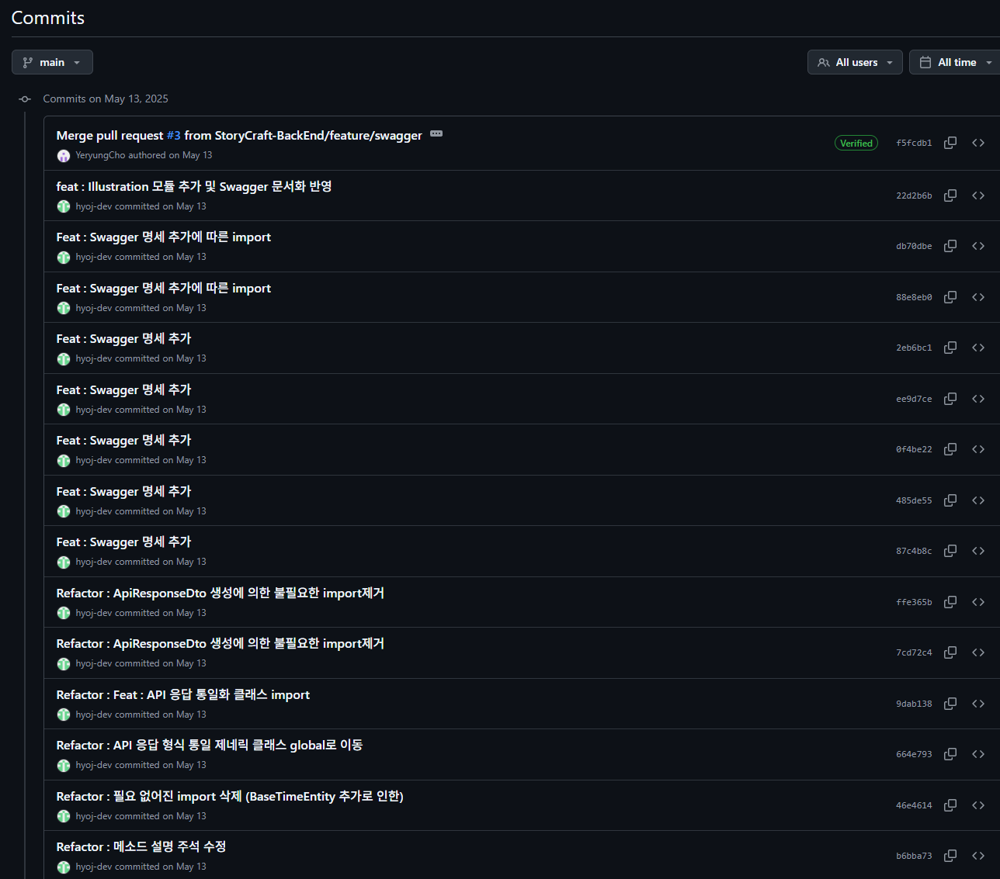 Commits
main
All users
All time
Commits on May 13, 2025
Merge pull request #3 from StoryCraft-BackEnd/feature/swagger
Verified
f5fcdb1
YeryungCho authored on May 13
feat : Illustration 모듈 추가 및 Swagger 문서화 반영
22d2b6b
hyoj-dev committed on May 13
Feat : Swagger 명세 추가에 따른 import
db70dbe
hyoj-dev committed on May 13
Feat : Swagger 명세 추가에 따른 import
88e8eb0
hyoj-dev committed on May 13
Feat : Swagger 명세 추가
2eb6bc1
hyoj-dev committed on May 13
Feat : Swagger 명세 추가
ee9d7ce
hyoj-dev committed on May 13
Feat : Swagger 명세 추가
0f4be22
hyoj-dev committed on May 13
Feat : Swagger 명세 추가
485de55
hyoj-dev committed on May 13
Feat : Swagger 명세 추가
87c4b8c
hyoj-dev committed on May 13
Refactor : ApiResponseDto 생성에 의한 불필요한 import제거
ffe365b
hyoj-dev committed on May 13
Refactor : ApiResponseDto 생성에 의한 불필요한 import제거
7cd72c4
hyoj-dev committed on May 13
Refactor : Feat : API 응답 통일화 클래스 import
9dab138
hyoj-dev committed on May 13
Refactor : API 응답 형식 통일 제네릭 클래스 global로 이동
664e793
hyoj-dev committed on May 13
Refactor : 필요 없어진 import 삭제 (BaseTimeEntity 추가로 인한)
46e4614
hyoj-dev committed on May 13
Refactor : 메소드 설명 주석 수정
b6bba73
hyoj-dev committed on May 13